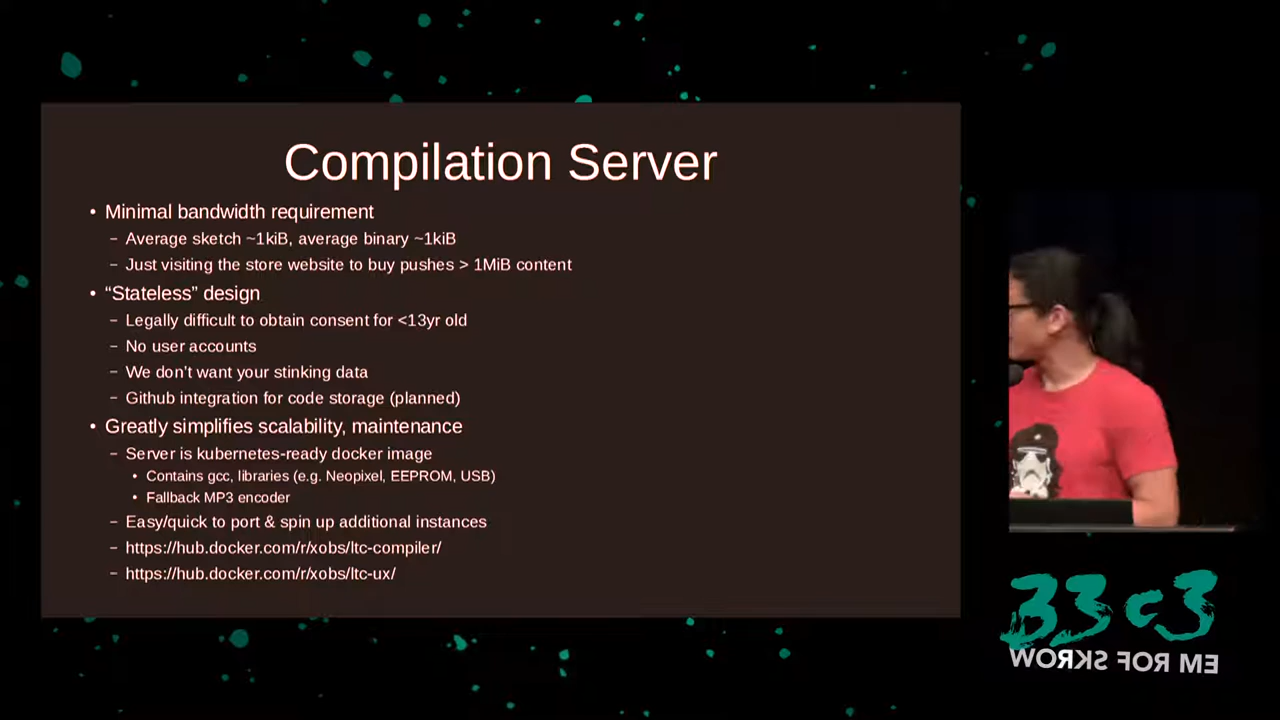 Compilation Server
• Minimal bandwidth requirement
– Average sketch ~1kiB, average binary ~1kiB
– Just visiting the store website to buy pushes > 1MiB content
• “Stateless” design
– Legally difficult to obtain consent for <13yr old
– No user accounts
– We don’t want your stinking data
– Github integration for code storage (planned)
• Greatly simplifies scalability, maintenance
– Server is kubernetes-ready docker image
• Contains gcc, libraries (e.g. Neopixel, EEPROM, USB)
• Fallback MP3 encoder
– Easy/quick to port & spin up additional instances
– https://hub.docker.com/r/xobs/ltc-compiler/
– https://hub.docker.com/r/xobs/ltc-ux/
33c3
WORKS FOR ME